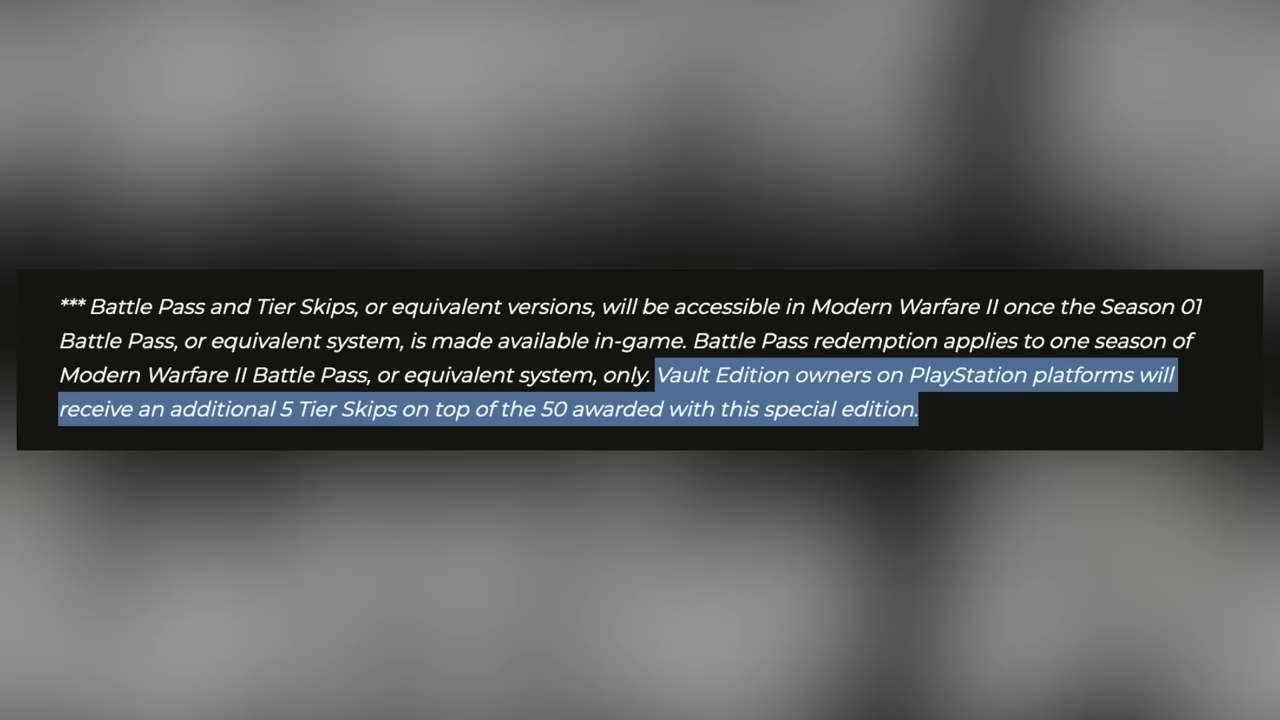 *** Battle Pass and Tier Skips, or equivalent versions, will be accessible in Modern Warfare II once the Season 01
Battle Pass, or equivalent system, is made available in-game. Battle Pass redemption applies to one season of
Modern Warfare II Battle Pass, or equivalent system, only. Vault Edition owners on PlayStation platforms will
receive an additional 5 Tier Skips on top of the 50 awarded with this special edition.